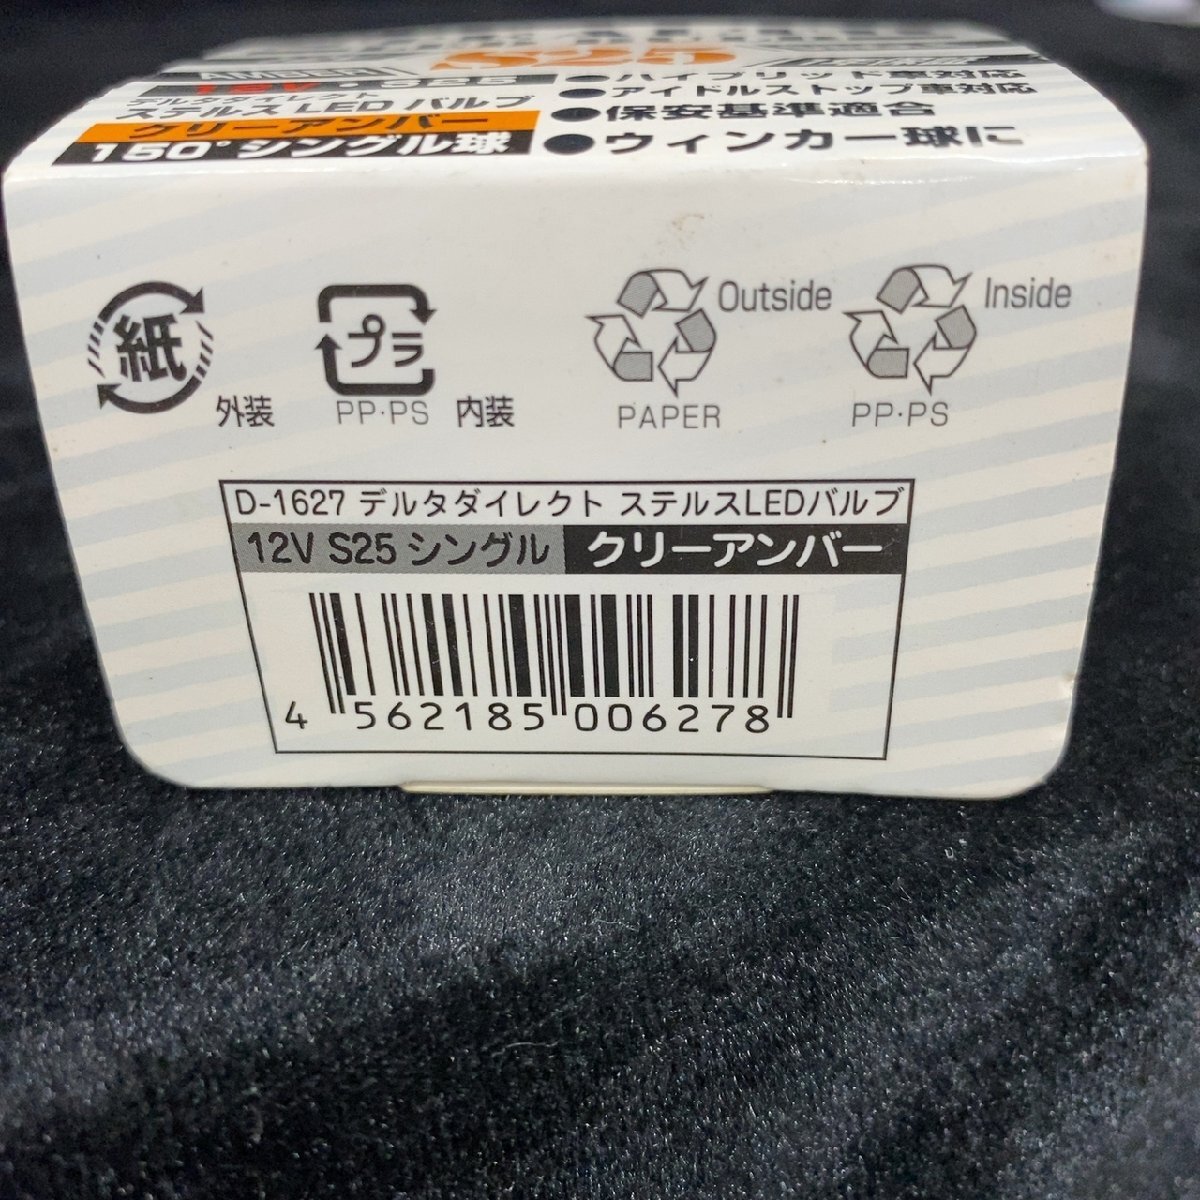 S25
AMBER
12V
デルタダイレクト
ステルスLEDバルブ
クリーアンバー
150°シングル球
●ハイブリッド車対応
●アイドルストップ車対応
●保安基準適合
●ウィンカー球に
紙
外装
プラ
PP・PS
内装
Outside
PAPER
Inside
PP・PS
D-1627 デルタダイレクト ステルスLEDバルブ
12V S25 シングル クリーアンバー
4 562185 006278